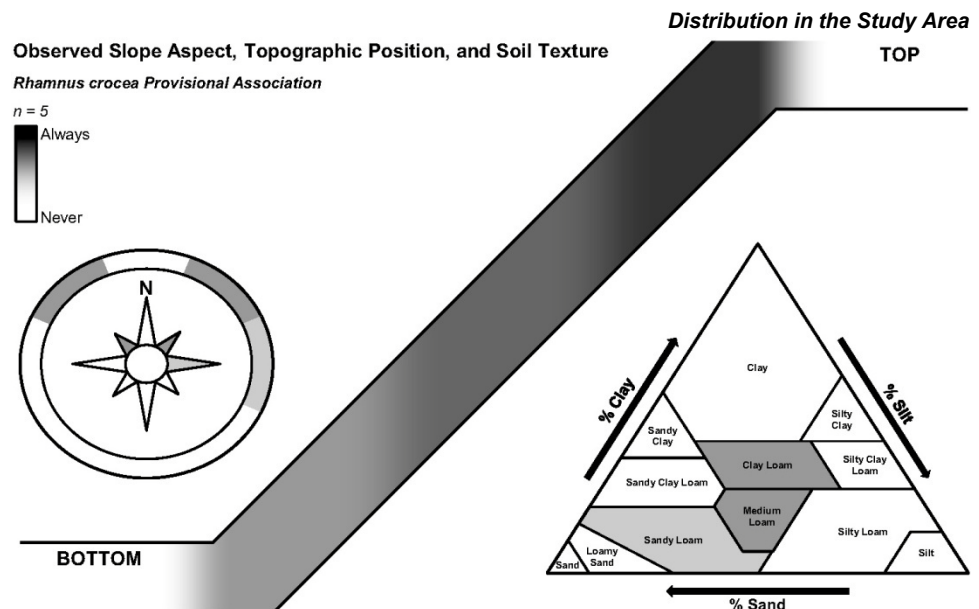 Distribution in the Study Area
Observed Slope Aspect, Topographic Position, and Soil Texture
TOP
Rhamnus crocea Provisional Association
n = 5
Always
Never
N
Clay
% Clay
% Silt
Silty
Clay
Sandy
Clay
Clay Loam
Silty Clay
Loam
Sandy Clay Loam
Medium
Loam
Silty Loam
Sandy Loam
Silt
Loamy
Sand
Sand
BOTTOM
% Sand